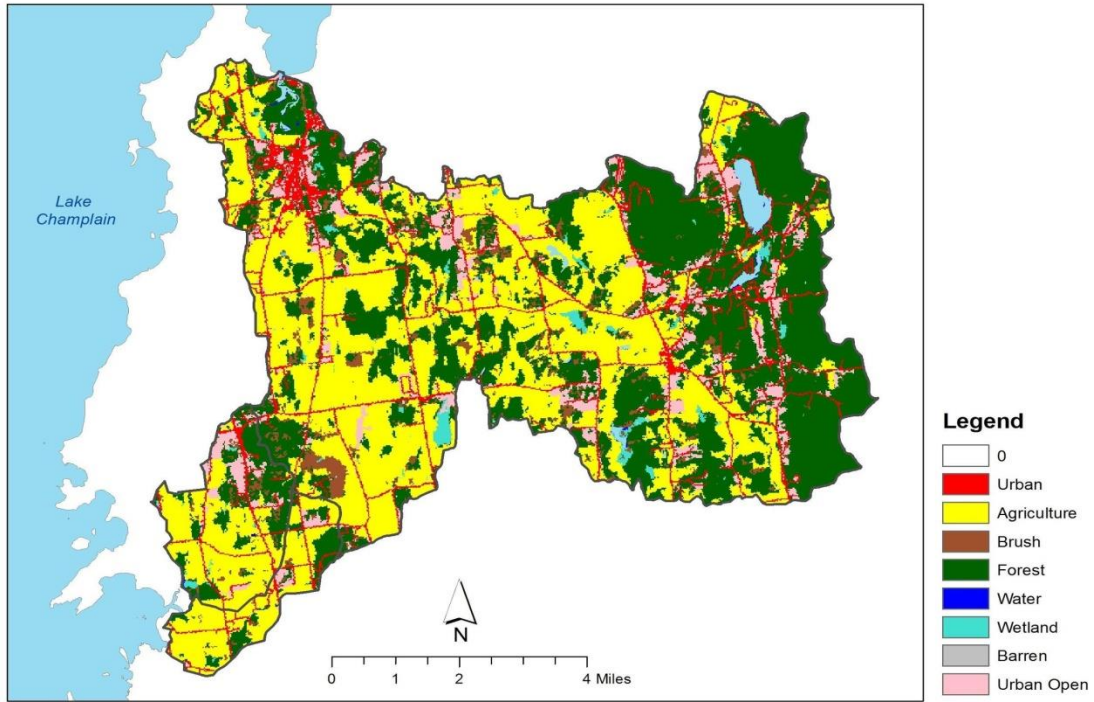 Lake
Champlain
N
0 1 2 4 Miles
Legend
0
Urban
Agriculture
Brush
Forest
Water
Wetland
Barren
Urban Open